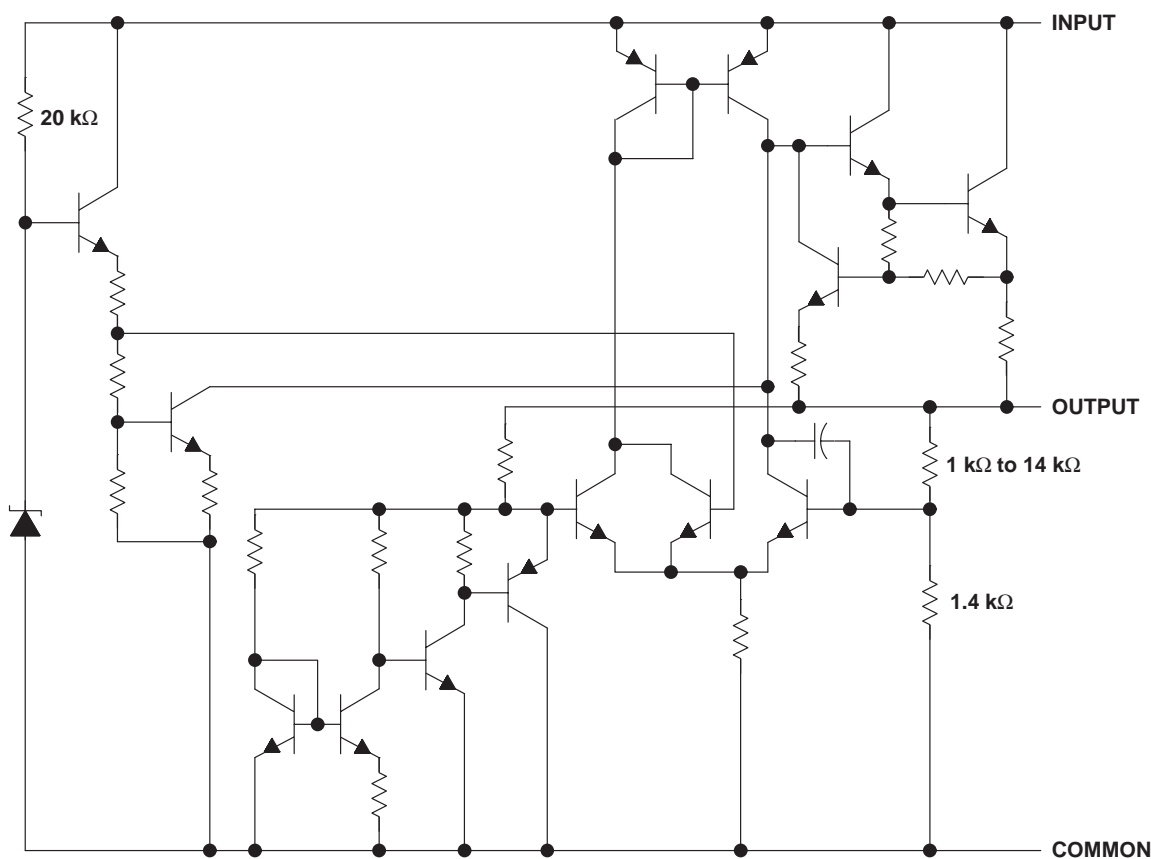 INPUT
20 kΩ
OUTPUT
1 kΩ to 14 kΩ
1.4 kΩ
COMMON